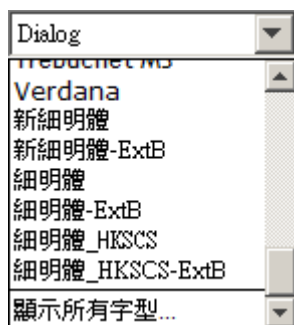 Dialog
Trebuchet MS
Verdana
新細明體
新細明體-ExtB
細明體
細明體-ExtB
細明體_HKSCS
細明體_HKSCS-ExtB
顯示所有字型...